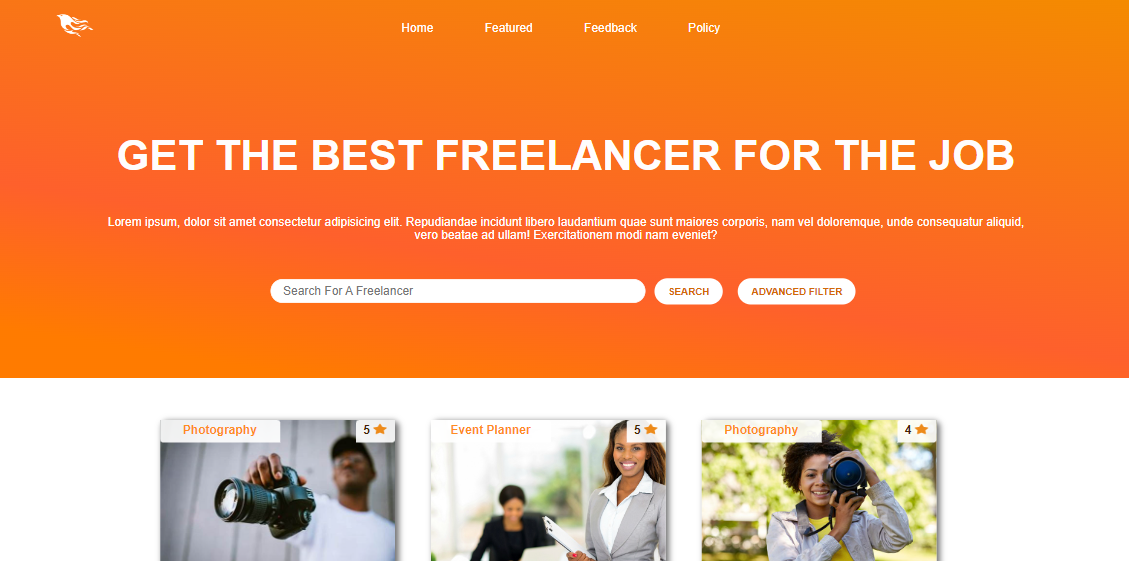 Home Featured Feedback Policy
GET THE BEST FREELANCER FOR THE JOB
Lorem ipsum, dolor sit amet consectetur adipisicing elit. Repudiandae incidunt libero laudantium quae sunt maiores corporis, nam vel doloremque, unde consequatur aliquid,
vero beatae ad ullam! Exercitationem modi nam eveniet?
Search For A Freelancer SEARCH ADVANCED FILTER
Photography 5 Event Planner 5 Photography 4